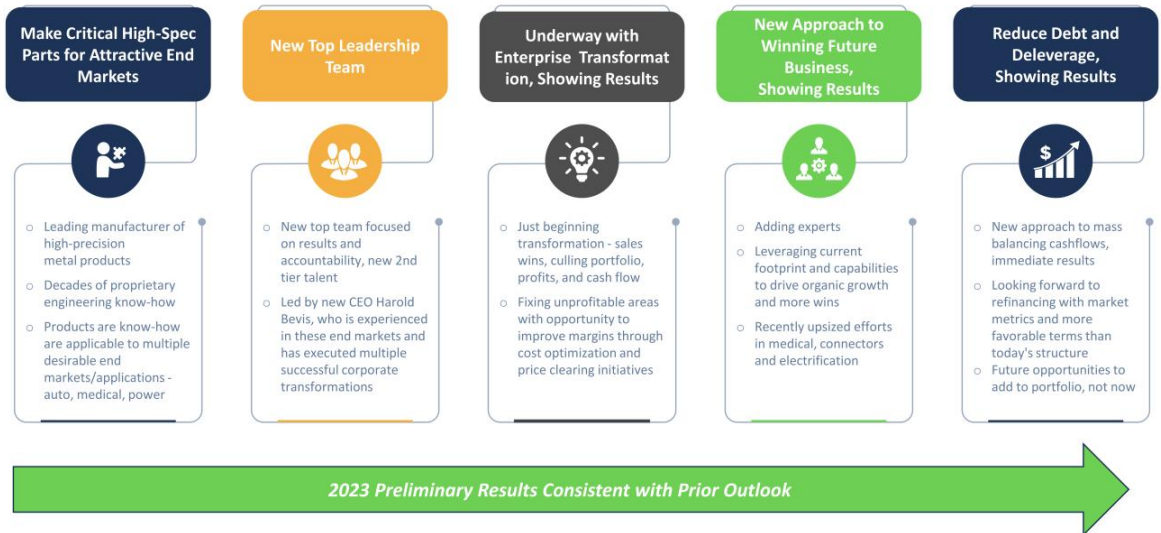 Make Critical High-Spec
Parts for Attractive End
Markets
Leading manufacturer of
high-precision
metal products
Decades of proprietary
engineering know-how
Products are know-how
are applicable to multiple
desirable end
markets/applications -
auto, medical, power
New Top Leadership
Team
New top team focused
on results and
accountability, new 2nd
tier talent
Led by new CEO Harold
Bevis, who is experienced
in these end markets and
has executed multiple
successful corporate
transformations
Underway with
Enterprise Transformat
ion, Showing Results
Just beginning
transformation - sales
wins, culling portfolio,
profits, and cash flow
Fixing unprofitable areas
with opportunity to
improve margins through
cost optimization and
price clearing initiatives
New Approach to
Winning Future
Business,
Showing Results
Adding experts
Leveraging current
footprint and capabilities
to drive organic growth
and more wins
Recently upsized efforts
in medical, connectors
and electrification
Reduce Debt and
Deleverage,
Showing Results
$
New approach to mass
balancing cashflows,
immediate results
Looking forward to
refinancing with market
metrics and more
favorable terms than
today's structure
Future opportunities to
add to portfolio, not now
2023 Preliminary Results Consistent with Prior Outlook